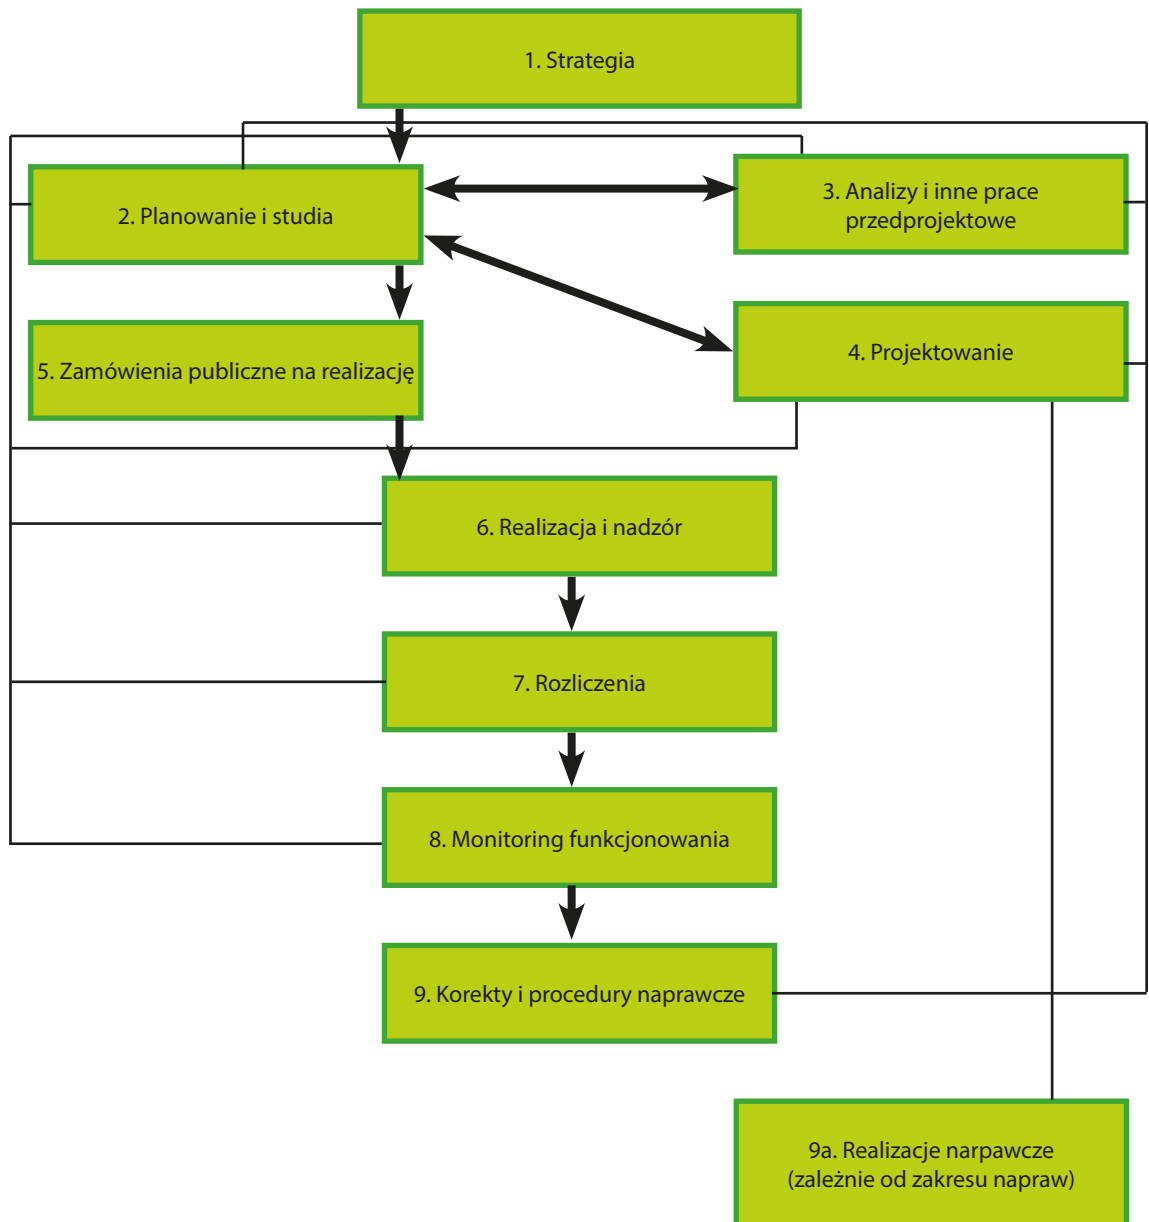 1. Strategia
2. Planowanie i studia
3. Analizy i inne prace
przedprojektowe
4. Projektowanie
5. Zamówienia publiczne na realizację
6. Realizacja i nadzór
7. Rozliczenia
8. Monitoring funkcjonowania
9. Korekty i procedury naprawcze
9a. Realizacje narpawcze
(zależnie od zakresu napraw)